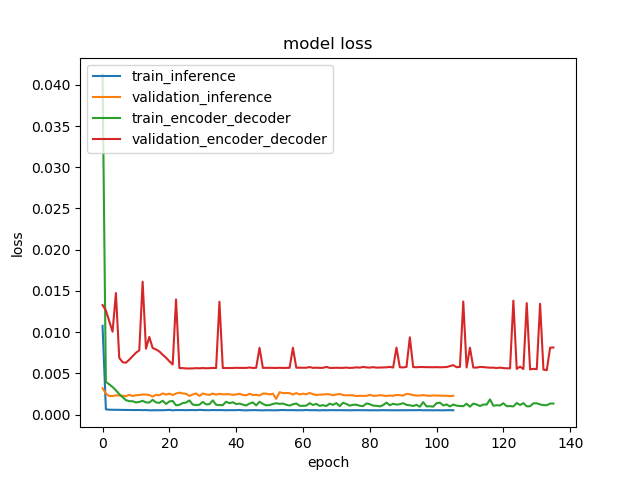 model loss
train_inference
validation_inference
train_encoder_decoder
validation_encoder_decoder
0.040
0.035
0.030
0.025
0.020
0.015
0.010
0.005
0.000
loss
0 20 40 60 80 100 120 140
epoch